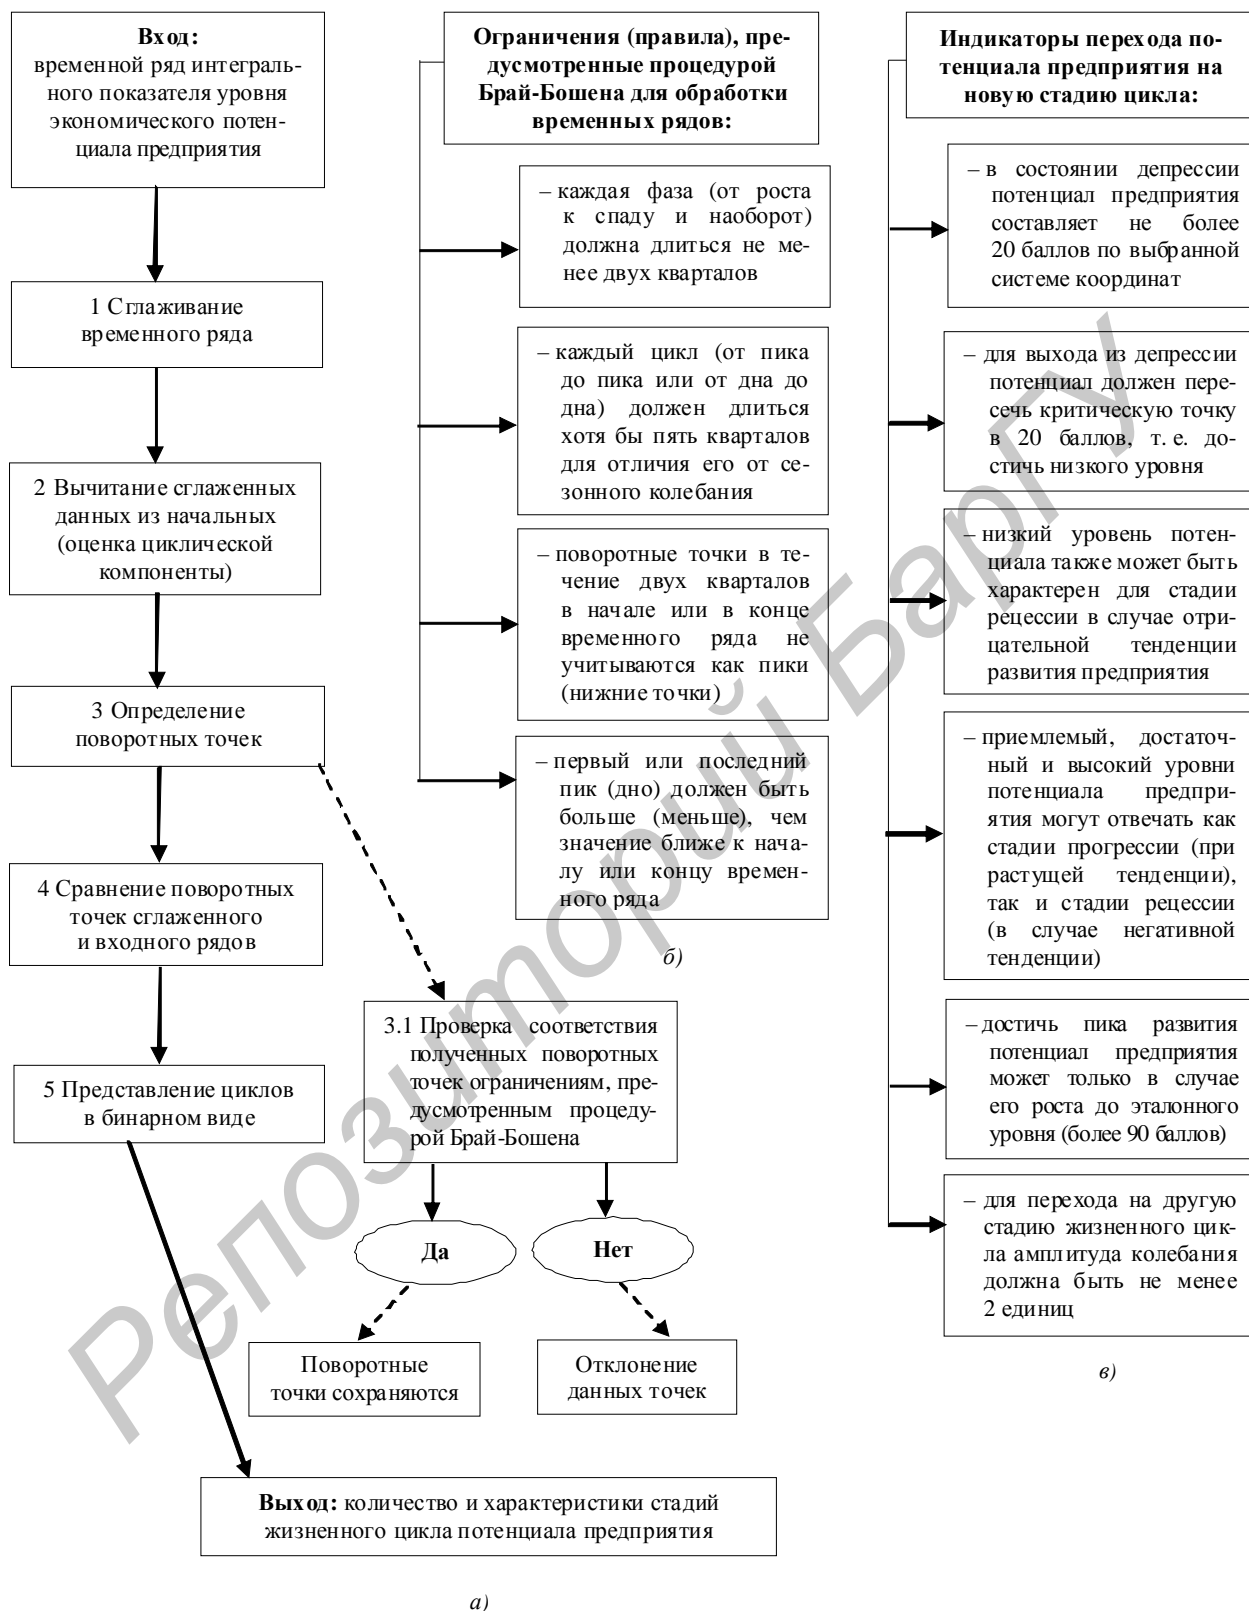 Вход:
временной ряд интеграль-
ного показателя уровня
экономического потен-
циала предприятия
1 Сглаживание
временного ряда
2 Вычитание сглаженных
данных из начальных
(оценка циклической
компоненты)
3 Определение
поворотных точек
4 Сравнение поворотных
точек сглаженного
и входного рядов
5 Представление циклов
в бинарном виде
3.1 Проверка соответствия
полученных поворотных
точек ограничениям, пре-
дусмотренным процеду-
рой Брай-Бошена
Да
Нет
Поворотные
точки сохраняются
Отклонение
данных точек
Выход: количество и характеристики стадий
жизненного цикла потенциала предприятия
а)
Ограничения (правила), пре-
дусмотренные процедурой
Брай-Бошена для обработки
временных рядов:
– каждая фаза (от роста
к спаду и наоборот)
должна длиться не ме-
нее двух кварталов
– каждый цикл (от пика
до пика или от дна до
дна) должен длиться
хотя бы пять кварталов
для отличия его от се-
зонного колебания
– поворотные точки в те-
чение двух кварталов
в начале или в конце
временного ряда не
учитываются как пики
(нижние точки)
– первый или последний
пик (дно) должен быть
больше (меньше), чем
значение ближе к нача-
лу или концу времен-
ного ряда
б)
Индикаторы перехода по-
тенциала предприятия на
новую стадию цикла:
– в состоянии депрессии
потенциал предприятия
составляет не более
20 баллов по выбранной
системе координат
– для выхода из депрессии
потенциал должен пере-
сечь критическую точку
в 20 баллов, т. е. до-
стичь низкого уровня
– низкий уровень потен-
циала также может быть
характерен для стадии
рецессии в случае отри-
цательной тенденции
развития предприятия
– приемлемый, достаточ-
ный и высокий уровни
потенциала предпри-
ятия могут отвечать как
стадии прогрессии (при
растущей тенденции),
так и стадии рецессии
(в случае негативной
тенденции)
– достичь пика развития
потенциал предприятия
может только в случае
его роста до эталонного
уровня (более 90 баллов)
– для перехода на другую
стадию жизненного цик-
ла амплитуда колебания
должна быть не менее
2 единиц
в)
Репозиторий БарГУ